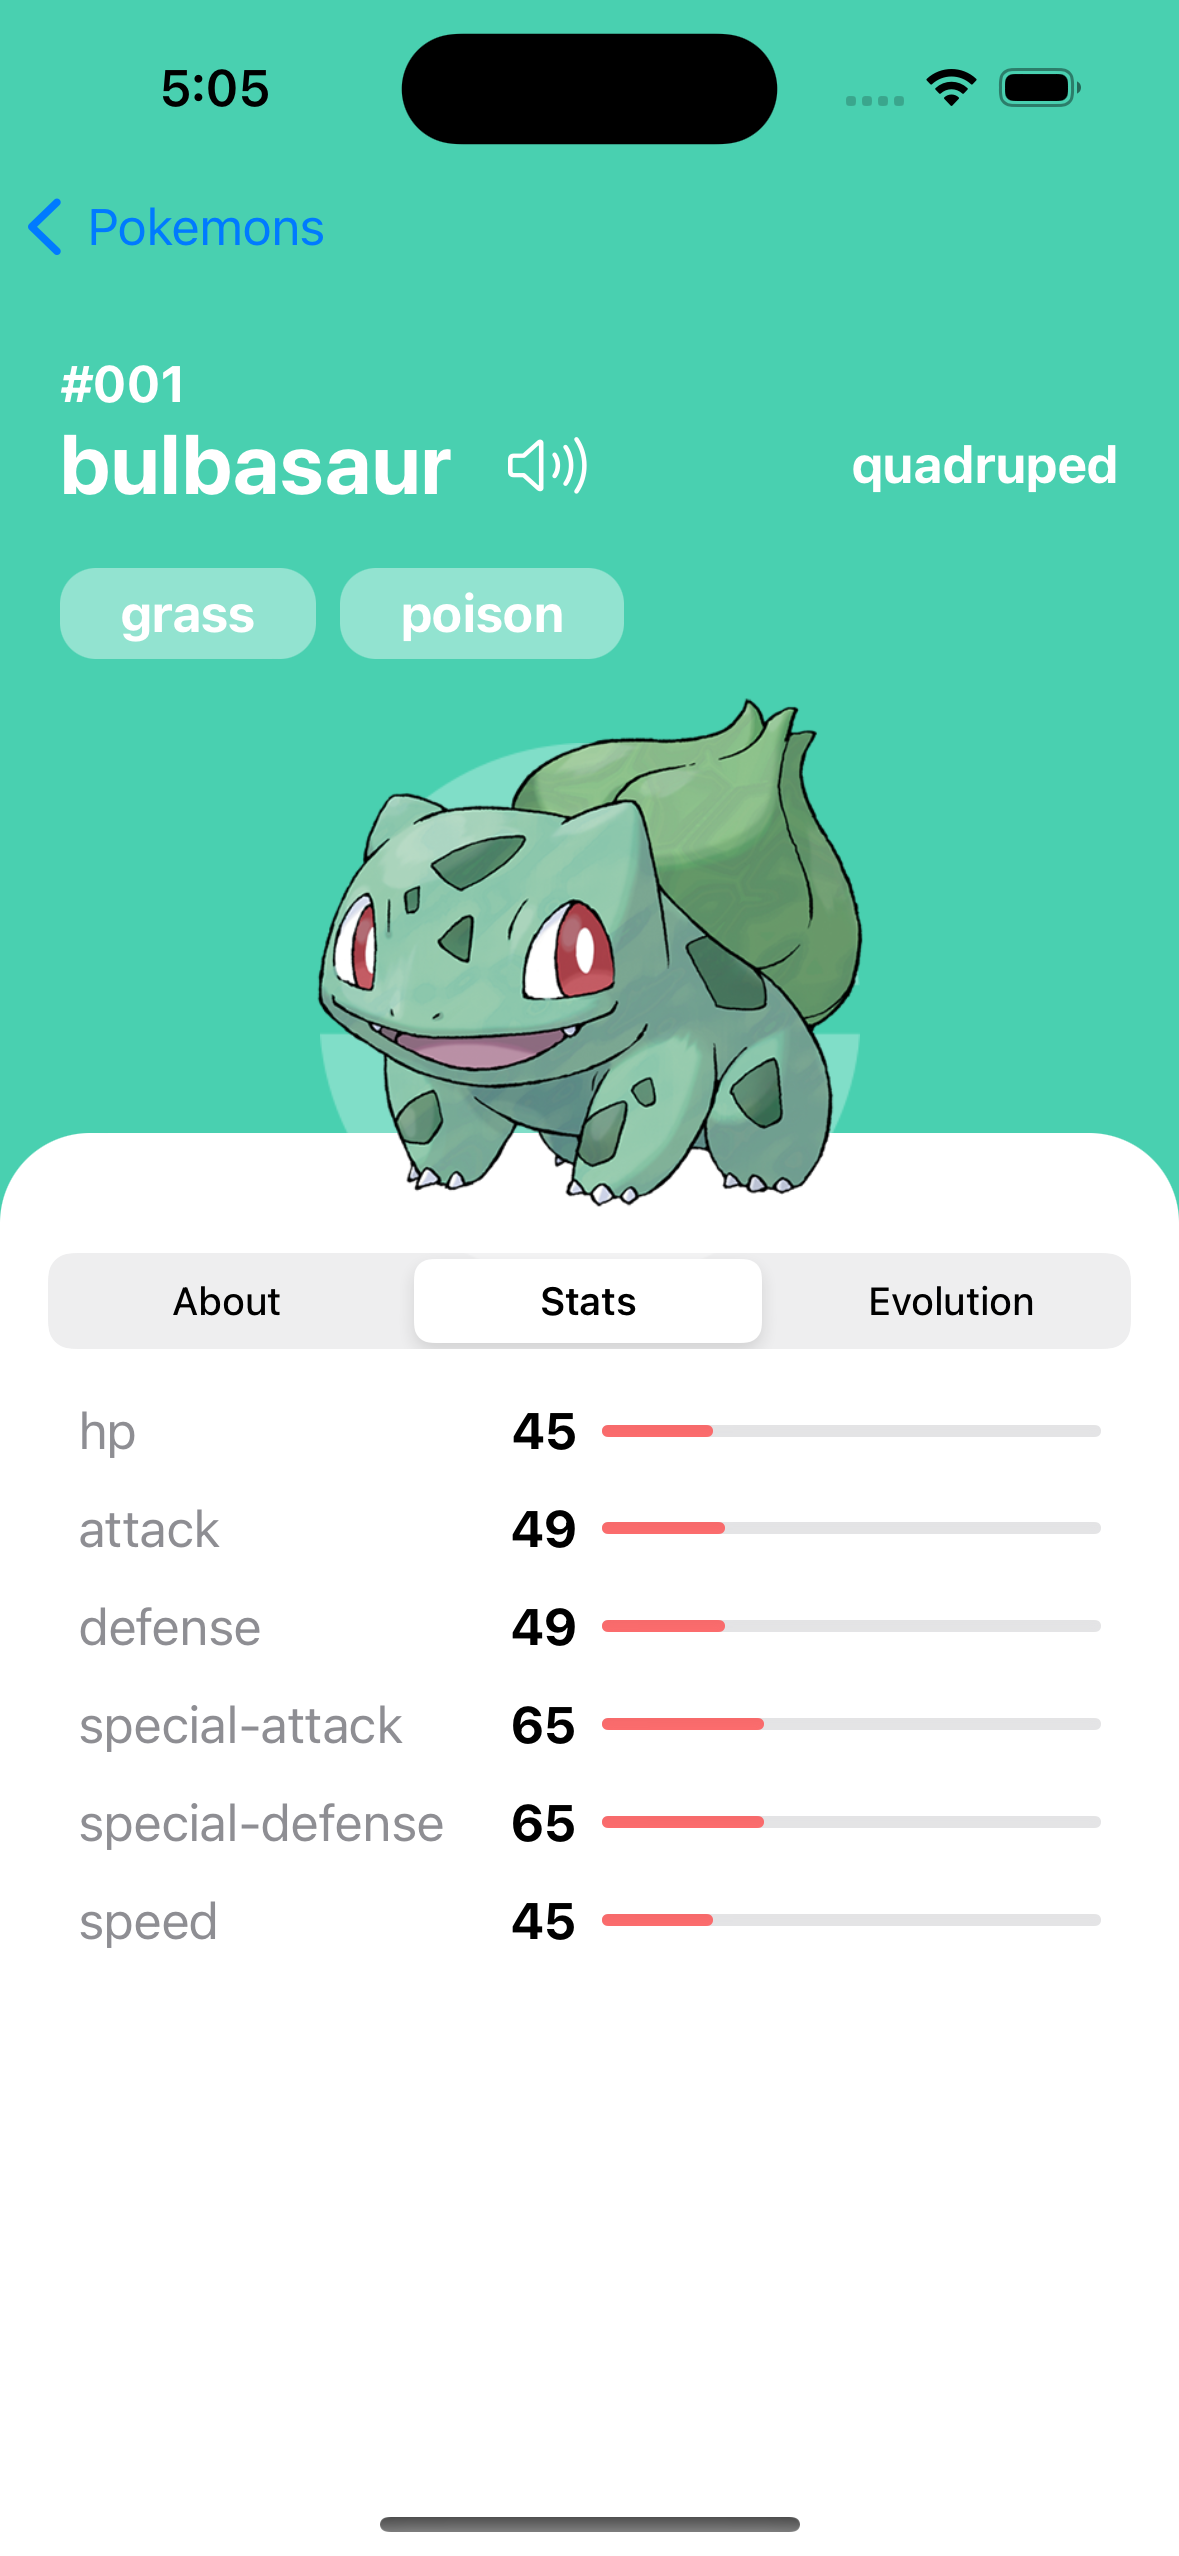 5:05
Pokemons
#001
bulbasaur quadruped
grass poison
About Stats Evolution
hp 45
attack 49
defense 49
special-attack 65
special-defense 65
speed 45